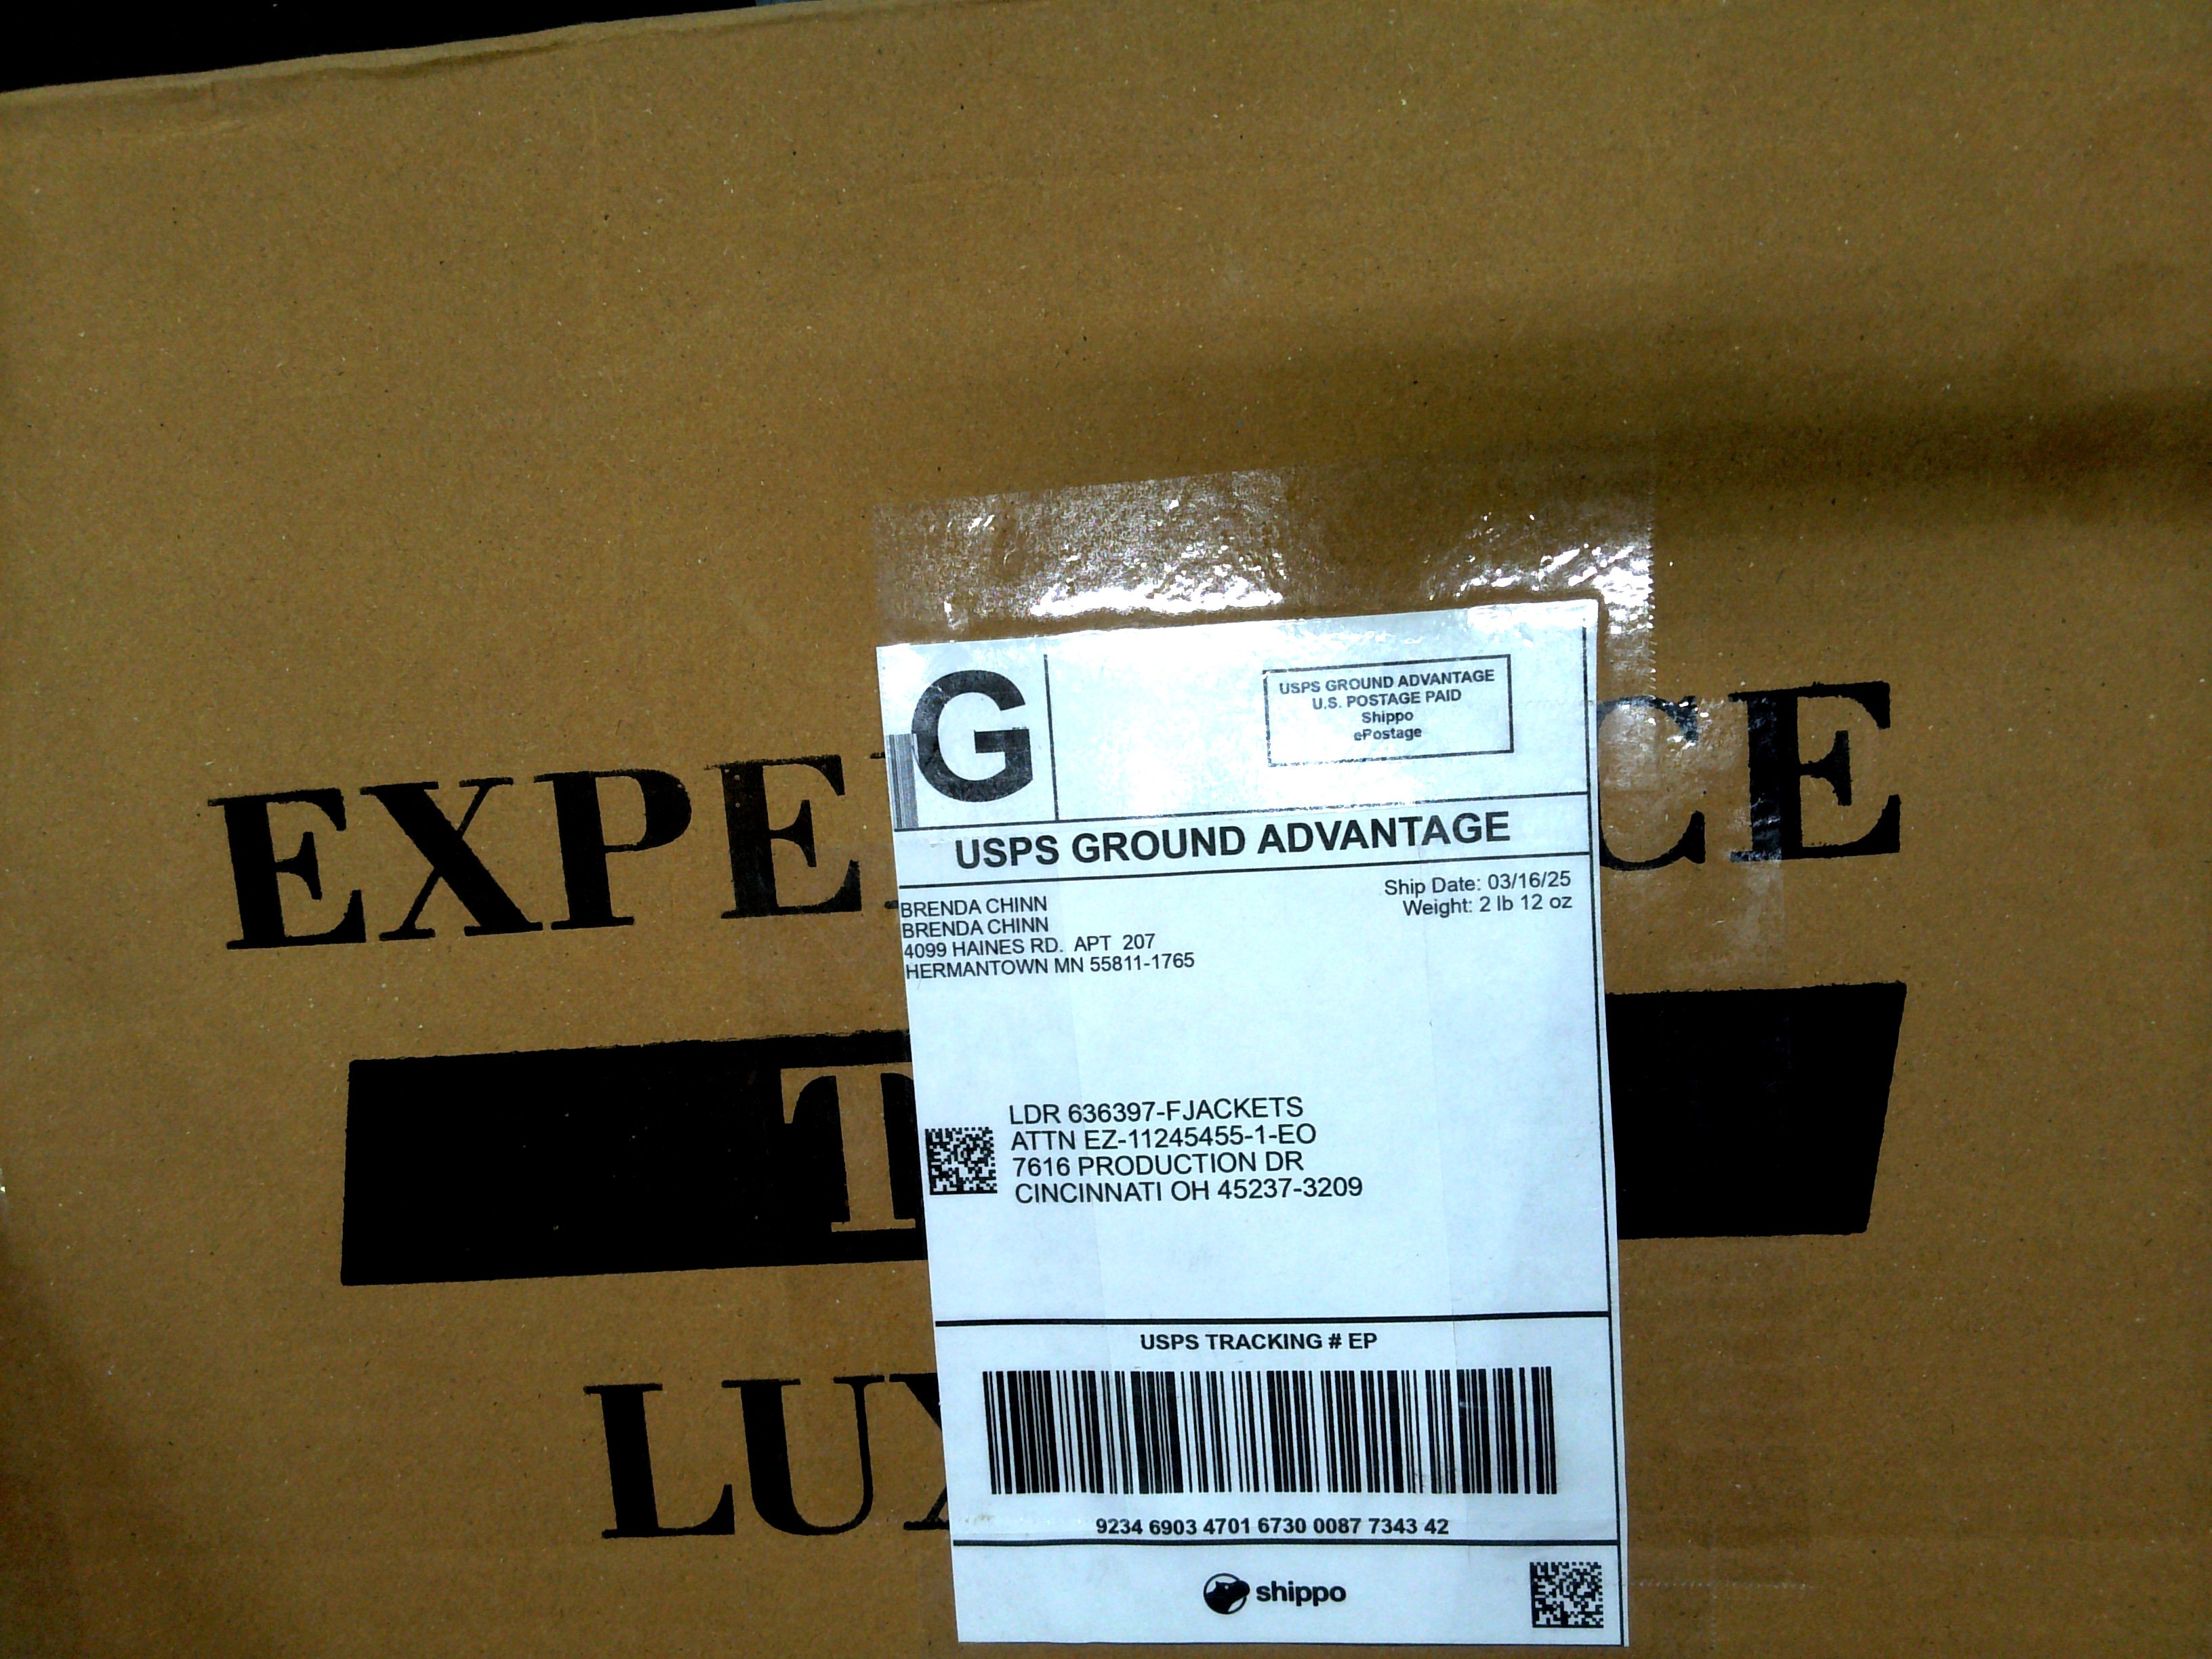 EXPE
CE
T
LUX
G
USPS GROUND ADVANTAGE
U.S. POSTAGE PAID
Shippo
ePostage
USPS GROUND ADVANTAGE
Ship Date: 03/16/25
Weight: 2 lb 12 oz
BRENDA CHINN
BRENDA CHINN
4099 HAINES RD. APT 207
HERMANTOWN MN 55811-1765
LDR 636397-FJACKETS
ATTN EZ-11245455-1-EO
7616 PRODUCTION DR
CINCINNATI OH 45237-3209
USPS TRACKING # EP
9234 6903 4701 6730 0087 7343 42
shippo